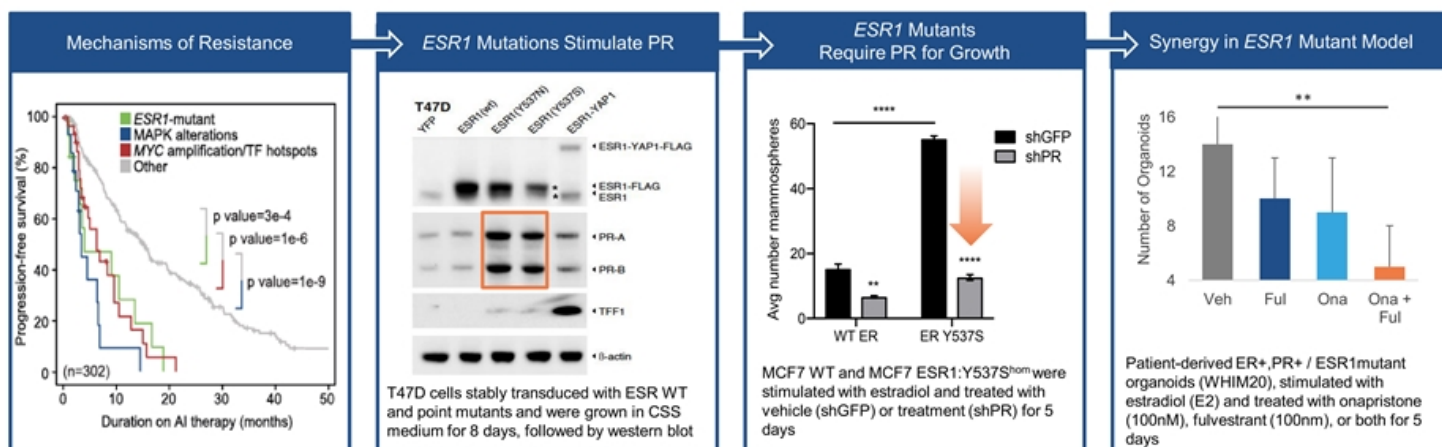 Mechanisms of Resistance
Progression-free survival (%)
100
80
60
40
20
0
ESR1-mutant
MAPK alterations
MYC amplification/TF hotspots
Other
p value=3e-4
p value=1e-6
p value=1e-9
(n=302)
0 10 20 30 40 50
Duration on AI therapy (months)
ESR1 Mutations Stimulate PR
T47D
YFP
ESR1(wt)
ESR1(Y537N)
ESR1(Y537S)
ESR1-YAP1
ESR1-YAP1-FLAG
ESR1-FLAG
ESR1
*
*
PR-A
PR-B
TFF1
ß-actin
T47D cells stably transduced with ESR WT
and point mutants and were grown in CSS
medium for 8 days, followed by western blot
ESR1 Mutants
Require PR for Growth
Avg number mammospheres
60
40
20
0
****
shGFP
shPR
**
****
WT ER ER Y537S
MCF7 WT and MCF7 ESR1:Y537Shom were
stimulated with estradiol and treated with
vehicle (shGFP) or treatment (shPR) for 5
days
Synergy in ESR1 Mutant Model
Number of Organoids
16
12
8
4
**
Veh Ful Ona Ona +
Ful
Patient-derived ER+,PR+ / ESR1mutant
organoids (WHIM20), stimulated with
estradiol (E2) and treated with onapristone
(100nM), fulvestrant (100nm), or both for 5
days